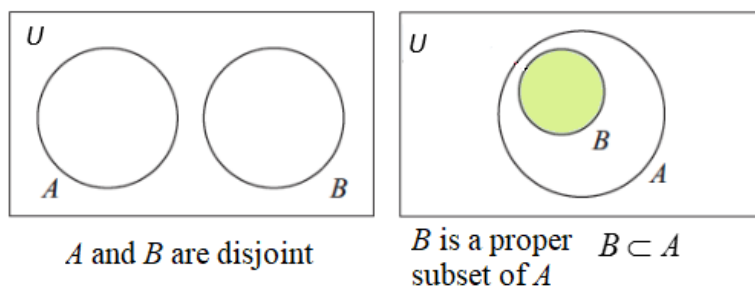 U
A
B
A and B are disjoint
U
B
A
B is a proper B ⊂ A
subset of A